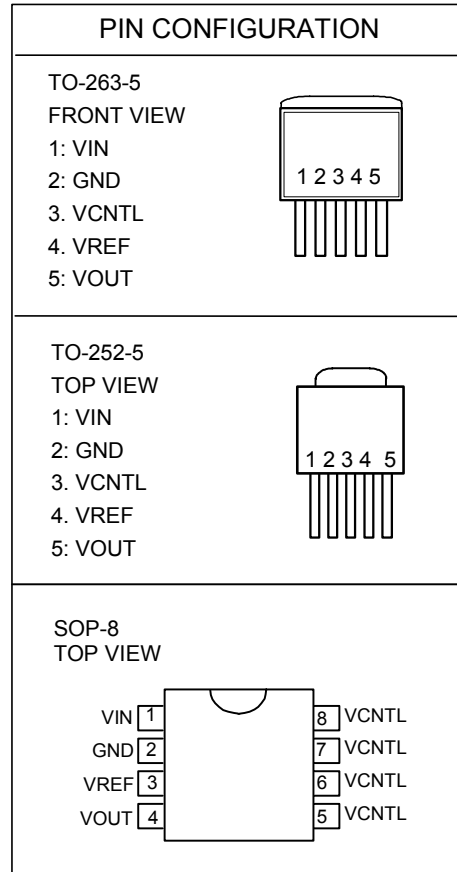 PIN CONFIGURATION
TO-263-5
FRONT VIEW
1: VIN
2: GND
3. VCNTL
4. VREF
5: VOUT
1 2 3 4 5
TO-252-5
TOP VIEW
1: VIN
2: GND
3. VCNTL
4. VREF
5: VOUT
1 2 3 4 5
SOP-8
TOP VIEW
VIN 1 8 VCNTL
GND 2 7 VCNTL
VREF 3 6 VCNTL
VOUT 4 5 VCNTL